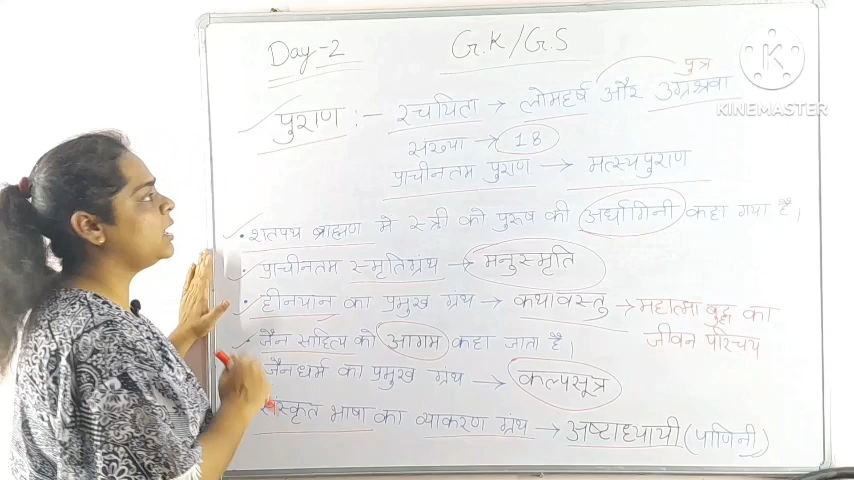 Day-2 G.K/G.S
पुत्र
पुराण :- रचयिता → लोमहर्ष और उग्रश्रवा
संख्या → 18
प्राचीनतम पुराण → मत्स्यपुराण
• शतपथ ब्राह्मण मे स्त्री को पुरूष की अर्धांगिनी कहा गया है।
• प्राचीनतम स्मृतिग्रंथ → मनुस्मृति
• हीनयान का प्रमुख ग्रंथ → कथावस्तु → महात्मा बुद्ध का
जीवन परिचय
• जैन साहित्य को आगम कहा जाता है।
जैनधर्म का प्रमुख ग्रंथ → कल्पसूत्र
संस्कृत भाषा का व्याकरण ग्रंथ → अष्टाध्यायी (पाणिनी)
KINEMASTER